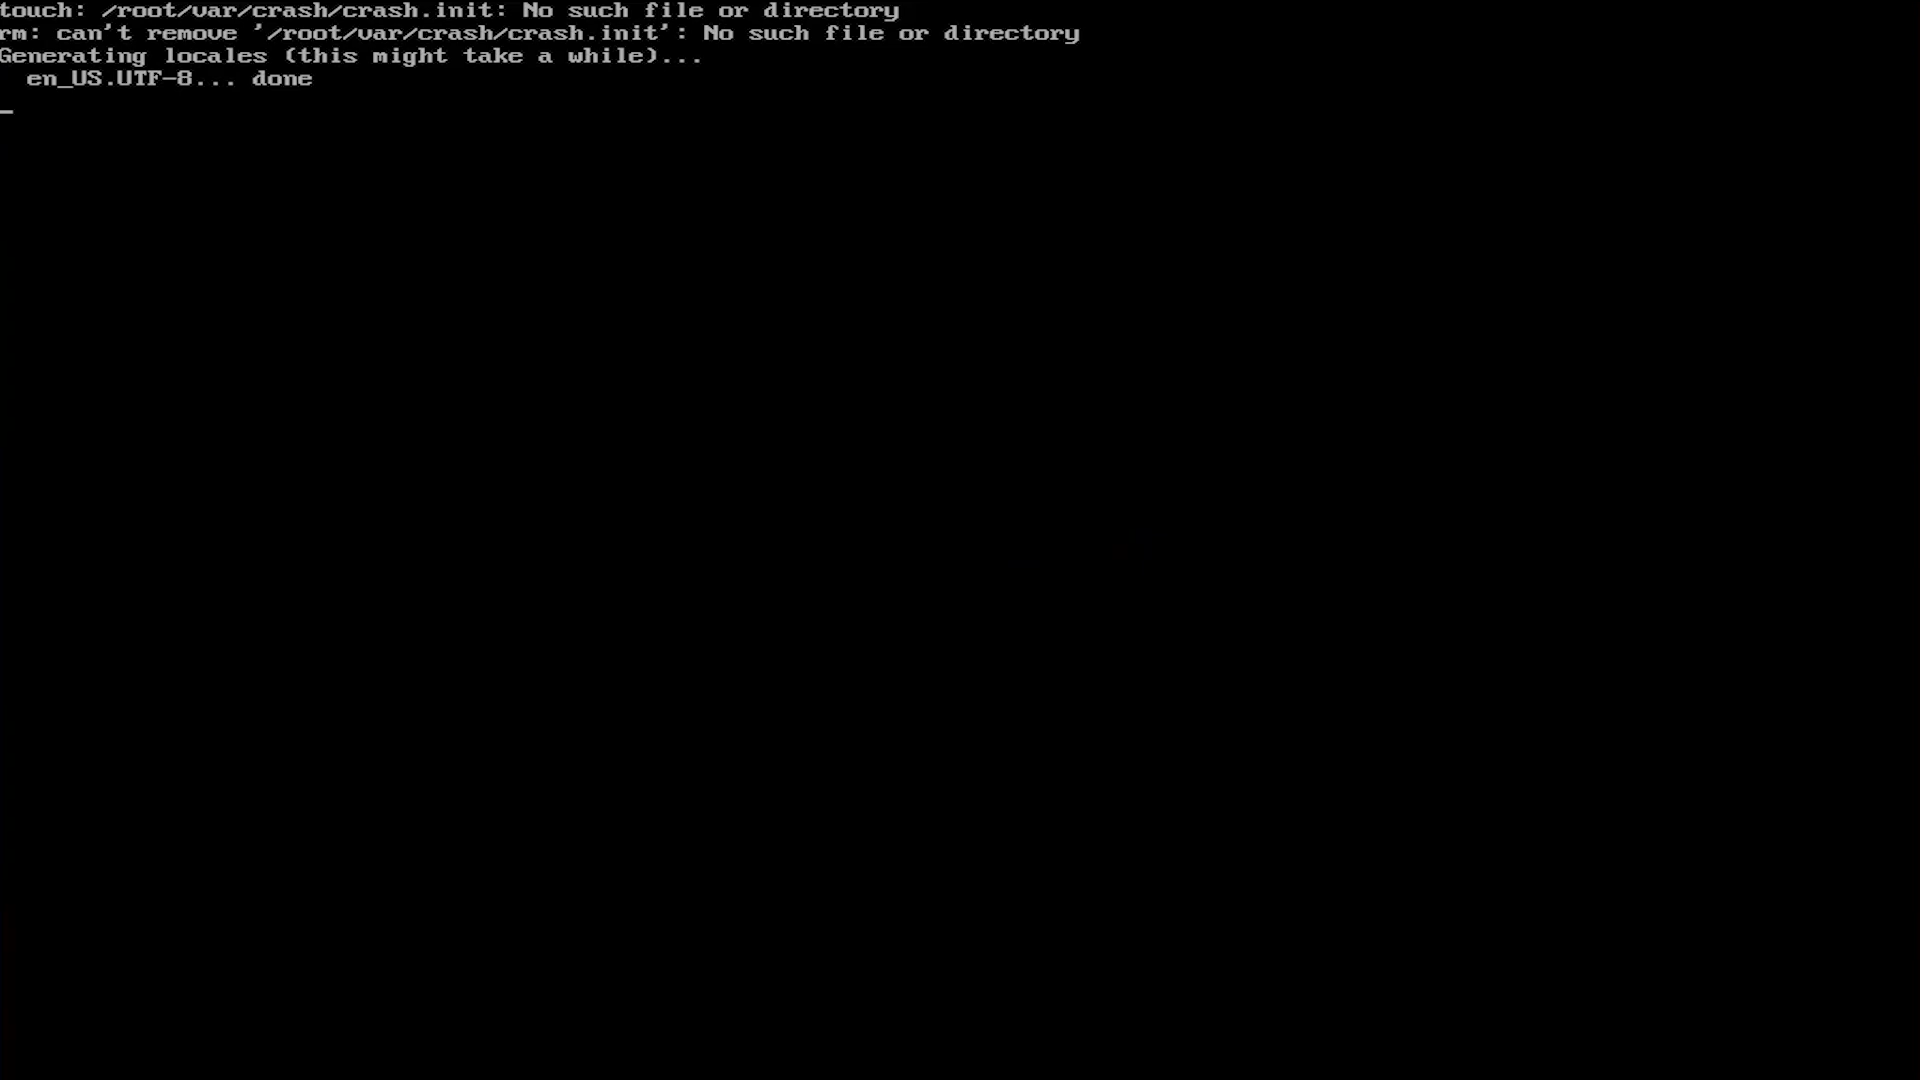 touch: /root/var/crash/crash.init: No such file or directory
rm: can't remove '/root/var/crash/crash.init': No such file or directory
Generating locales (this might take a while)...
  en_US.UTF-8... done